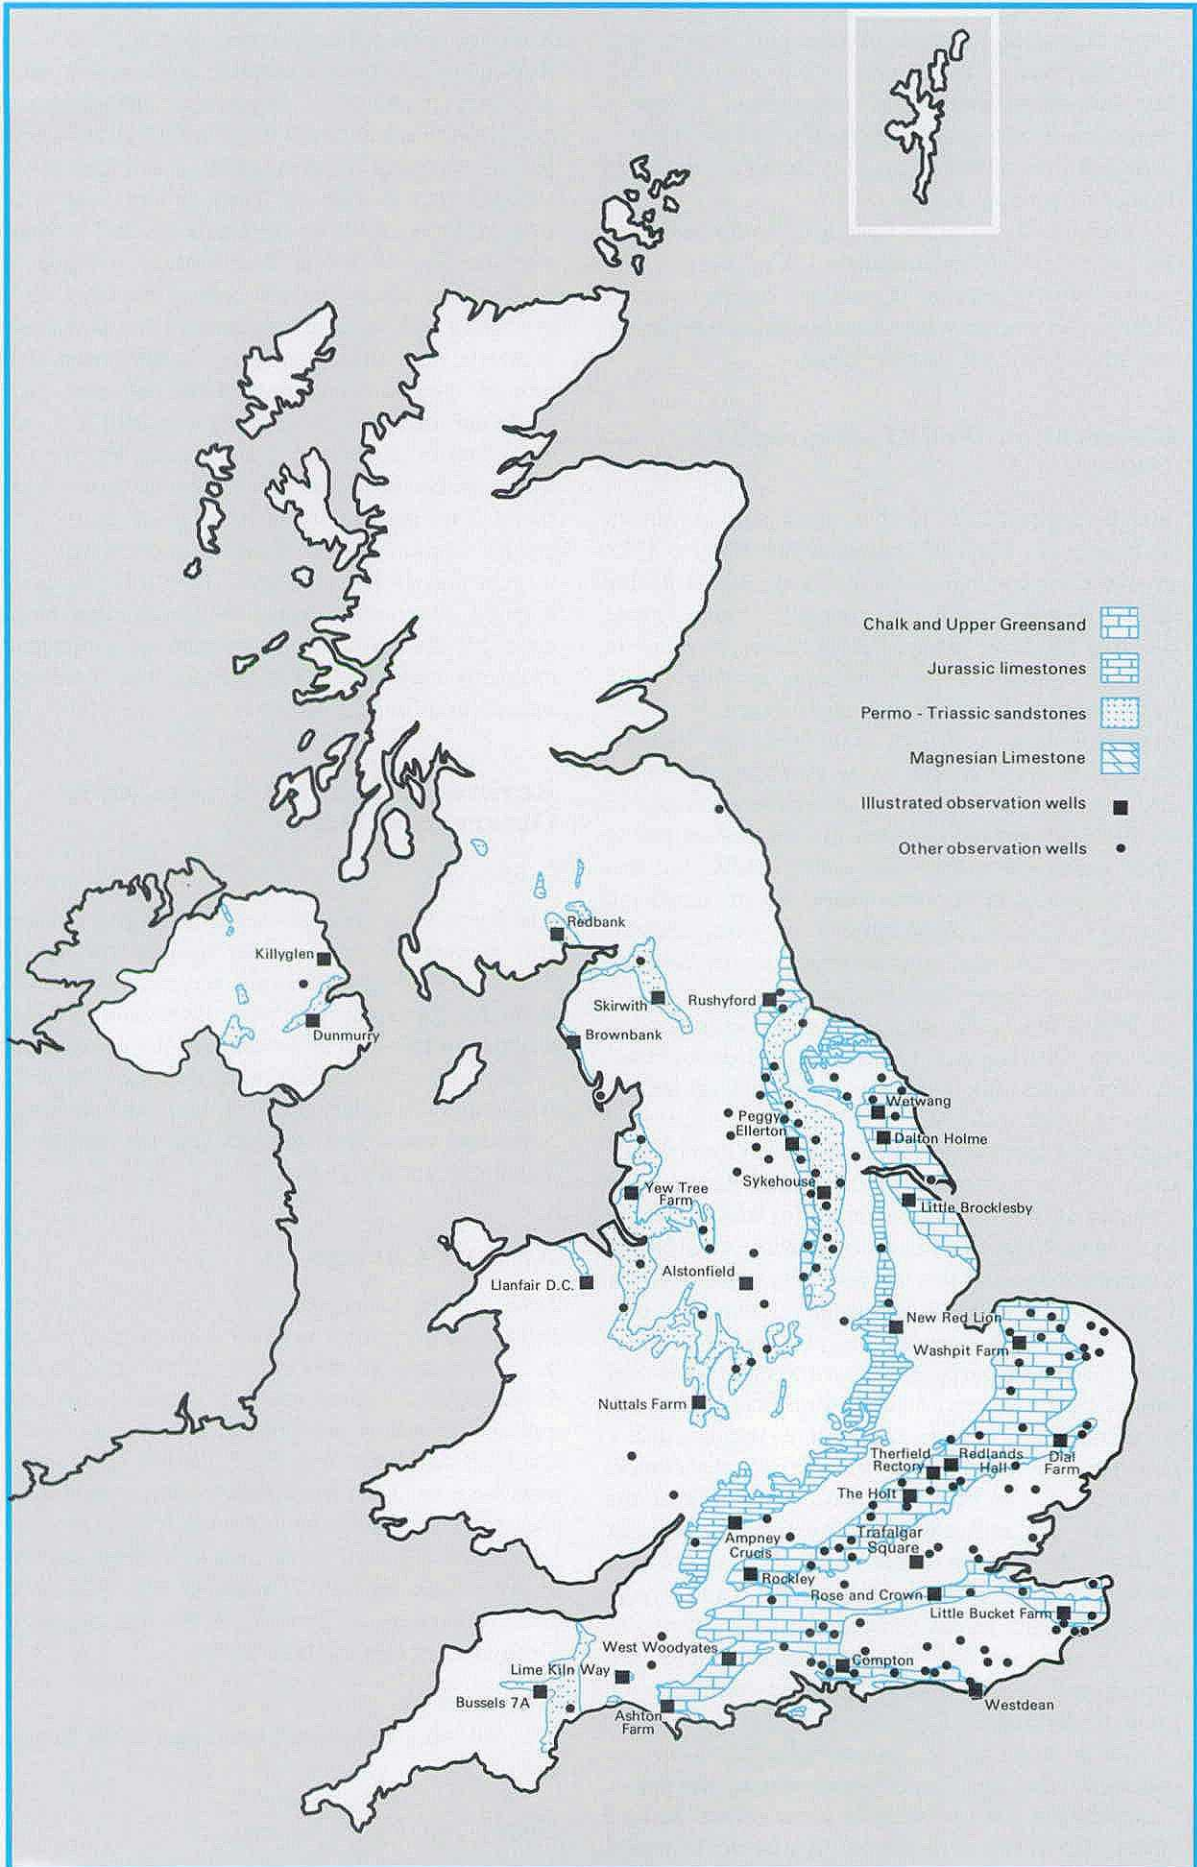 Chalk and Upper Greensand
Jurassic limestones
Permo - Triassic sandstones
Magnesian Limestone
Illustrated observation wells
Other observation wells
Redbank
Killyglen
Skirwith
Rushyford
Dunmurry
Brownbank
Wetwang
Peggy
Ellerton
Dalton Holme
Sykehouse
Yew Tree
Farm
Little Brocklesby
Alstonfield
Llanfair D.C.
New Red Lion
Washpit Farm
Nuttals Farm
Therfield
Rectory
Redlands
Hall
Dial
Farm
The Holt
Ampney
Crucis
Trafalgar
Square
Rockley
Rose and Crown
Little Bucket Farm
West Woodyates
Compton
Lime Kiln Way
Bussels 7A
Ashton
Farm
Westdean